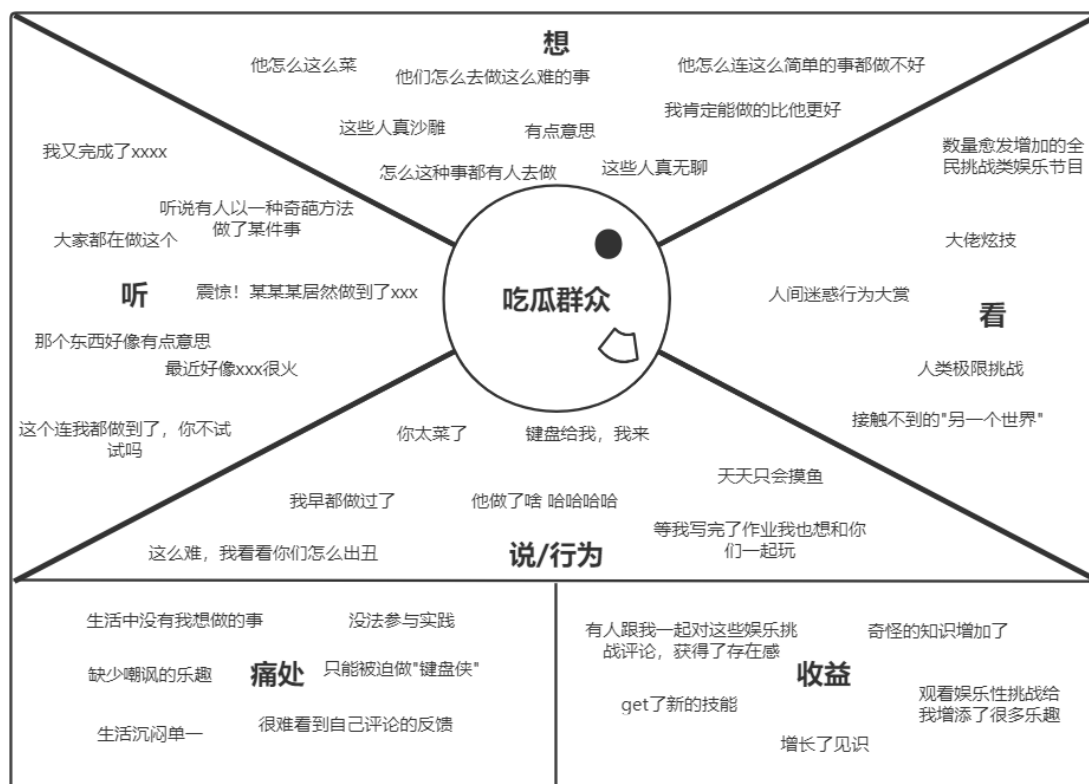 想
他怎么这么菜
他们怎么去做这么难的事
他怎么连这么简单的事都做不好
我肯定能做的比他更好
这些人真沙雕
有点意思
怎么这种事都有人去做
这些人真无聊
我又完成了xxxx
听说有人以一种奇葩方法
做了某件事
大家都在做这个
听
震惊！某某某居然做到了xxx
那个东西好像有点意思
最近好像xxx很火
这个连我都做到了，你不试
试吗
吃瓜群众
数量愈发增加的全
民挑战类娱乐节目
大佬炫技
人间迷惑行为大赏
看
人类极限挑战
接触不到的"另一个世界"
你太菜了
键盘给我，我来
天天只会摸鱼
我早都做过了
他做了啥 哈哈哈哈
等我写完了作业我也想和你
们一起玩
这么难，我看看你们怎么出丑
说/行为
生活中没有我想做的事
没法参与实践
缺少嘲讽的乐趣
痛处
只能被迫做"键盘侠"
生活沉闷单一
很难看到自己评论的反馈
有人跟我一起对这些娱乐挑
战评论，获得了存在感
奇怪的知识增加了
收益
get了新的技能
观看娱乐性挑战给
我增添了很多乐趣
增长了见识